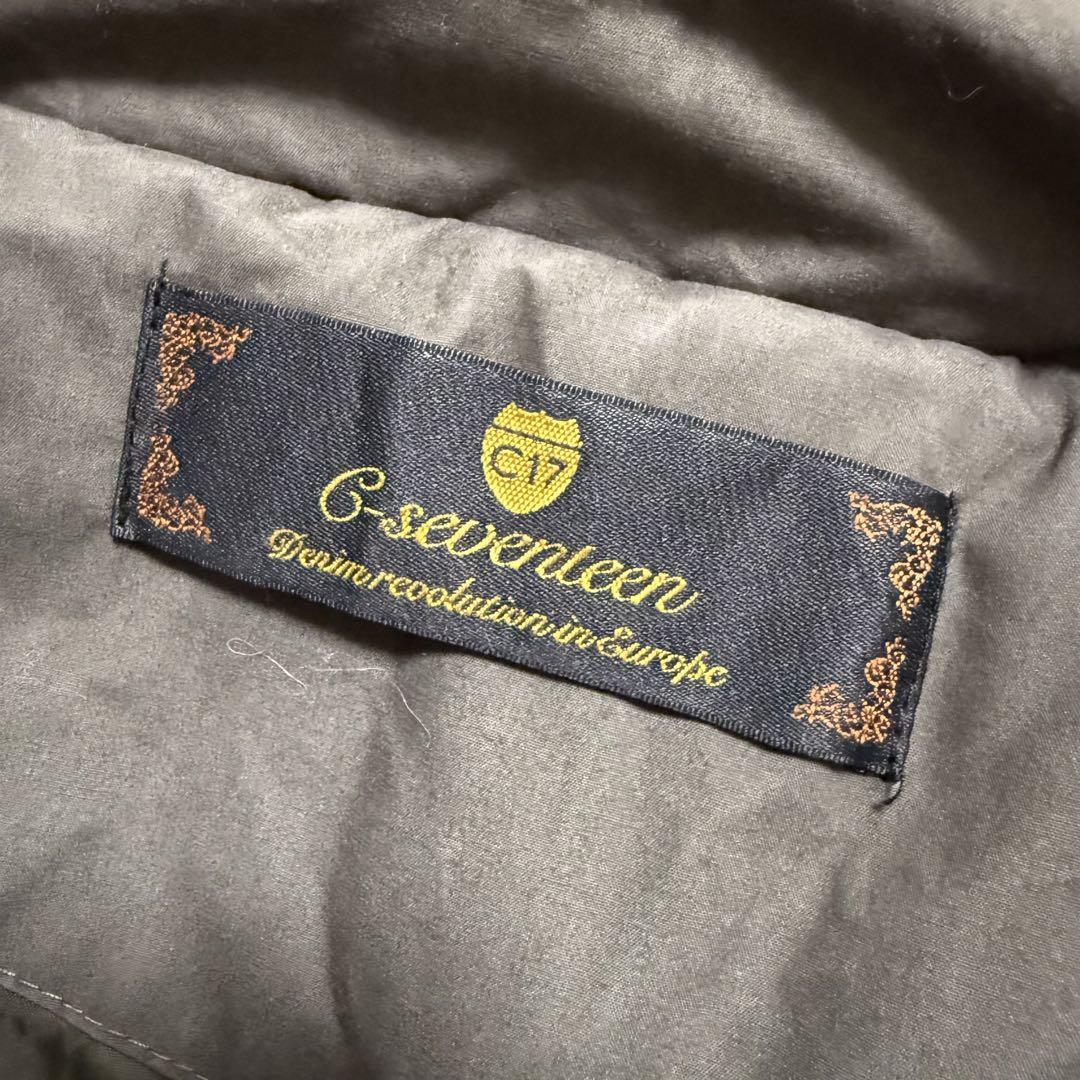 C17
C-seventeen
Denim revolution in Europe